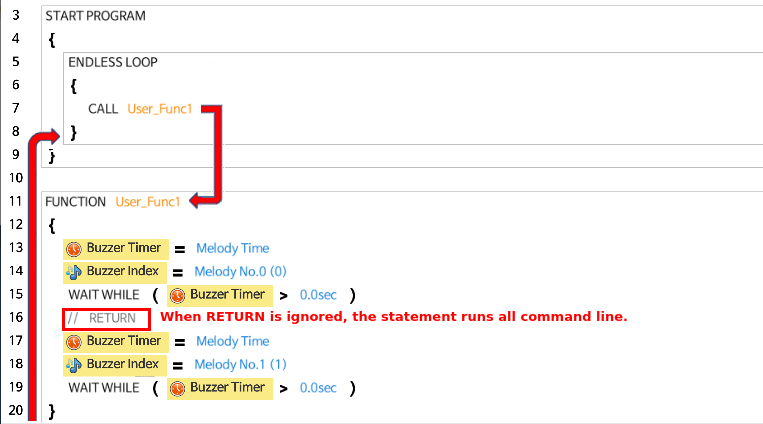 3 START PROGRAM
4 {
5 ENDLESS LOOP
6 {
7 CALL User_Func1
8 }
9 }
10
11 FUNCTION User_Func1
12 {
13 Buzzer Timer = Melody Time
14 Buzzer Index = Melody No.0 (0)
15 WAIT WHILE ( Buzzer Timer > 0.0sec )
16 // RETURN When RETURN is ignored, the statement runs all command line.
17 Buzzer Timer = Melody Time
18 Buzzer Index = Melody No.1 (1)
19 WAIT WHILE ( Buzzer Timer > 0.0sec )
20 }